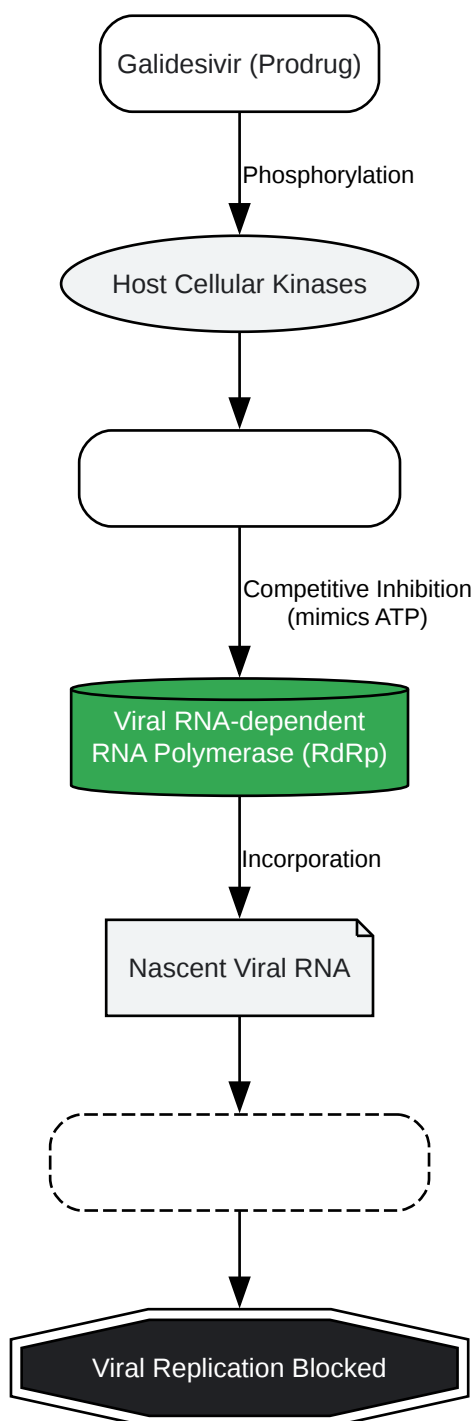 Galidesivir (Prodrug)
Phosphorylation
Host Cellular Kinases
Competitive Inhibition
(mimics ATP)
Viral RNA-dependent
RNA Polymerase (RdRp)
Incorporation
Nascent Viral RNA
Viral Replication Blocked